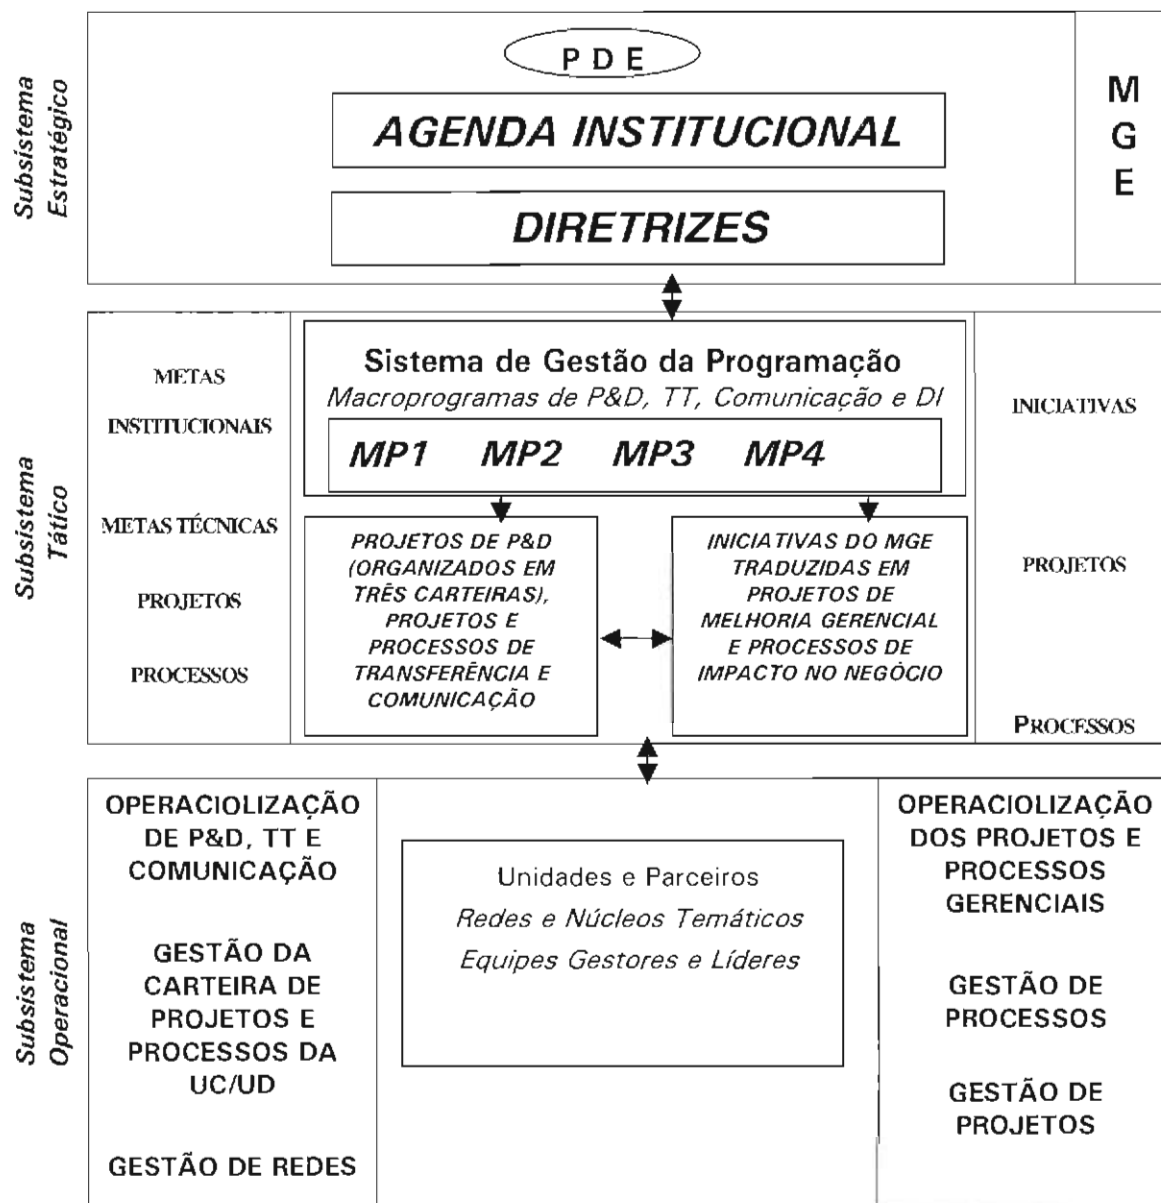 Subsistema
Estratégico
P D E
AGENDA INSTITUCIONAL
DIRETRIZES
M
G
E
Subsistema
Tático
METAS
INSTITUCIONAIS
METAS TÉCNICAS
PROJETOS
PROCESSOS
Sistema de Gestão da Programação
Macroprogramas de P&D, TT, Comunicação e DI
MP1 MP2 MP3 MP4
PROJETOS DE P&D
(ORGANIZADOS EM
TRÊS CARTEIRAS),
PROJETOS E
PROCESSOS DE
TRANSFERÊNCIA E
COMUNICAÇÃO
INICIATIVAS DO MGE
TRADUZIDAS EM
PROJETOS DE
MELHORIA GERENCIAL
E PROCESSOS DE
IMPACTO NO NEGÓCIO
INICIATIVAS
PROJETOS
PROCESSOS
Subsistema
Operacional
OPERACIOLIZAÇÃO
DE P&D, TT E
COMUNICAÇÃO
GESTÃO DA
CARTEIRA DE
PROJETOS E
PROCESSOS DA
UC/UD
GESTÃO DE REDES
Unidades e Parceiros
Redes e Núcleos Temáticos
Equipes Gestores e Líderes
OPERACIOLIZAÇÃO
DOS PROJETOS E
PROCESSOS
GERENCIAIS
GESTÃO DE
PROCESSOS
GESTÃO DE
PROJETOS